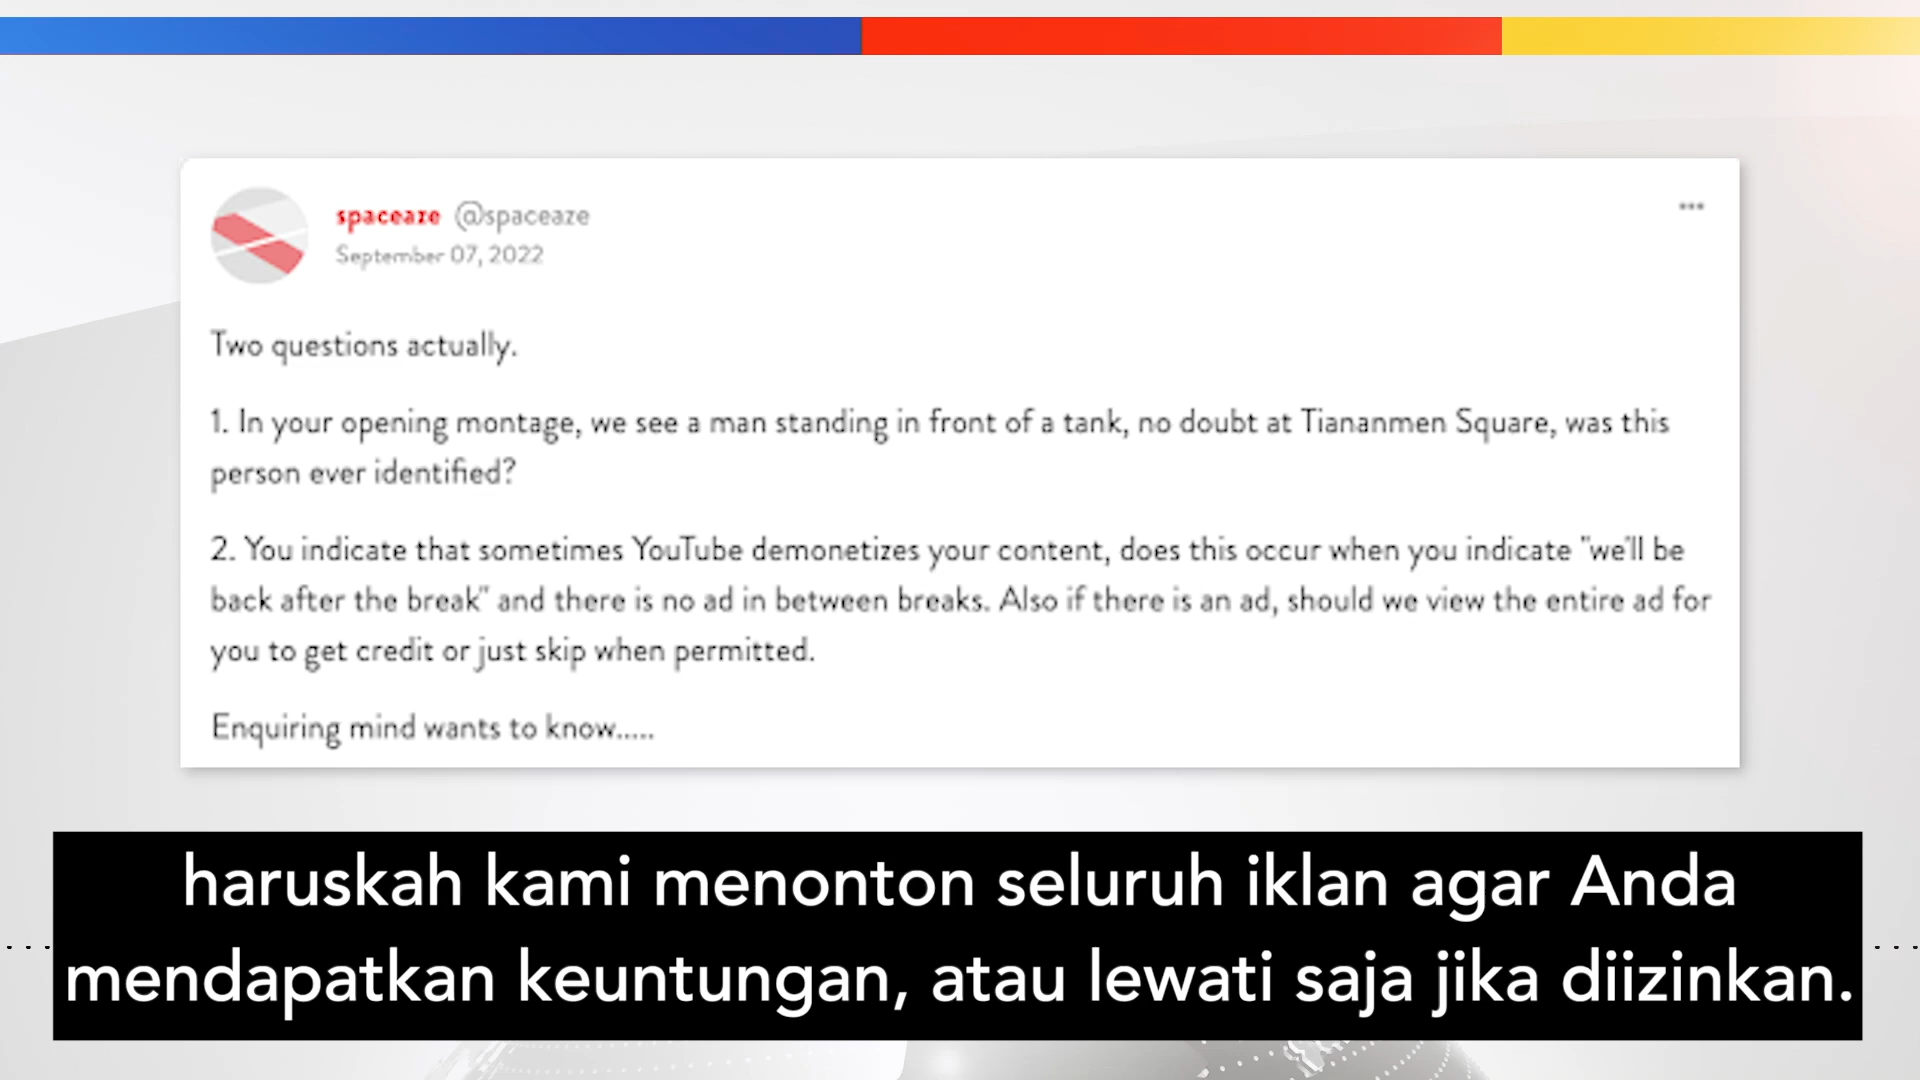 spaceaze @spaceaze
September 07, 2022
Two questions actually.
1. In your opening montage, we see a man standing in front of a tank, no doubt at Tiananmen Square, was this
person ever identified?
2. You indicate that sometimes YouTube demonetizes your content, does this occur when you indicate "we'll be
back after the break" and there is no ad in between breaks. Also if there is an ad, should we view the entire ad for
you to get credit or just skip when permitted.
Enquiring mind wants to know.....
haruskah kami menonton seluruh iklan agar Anda
mendapatkan keuntungan, atau lewati saja jika diizinkan.